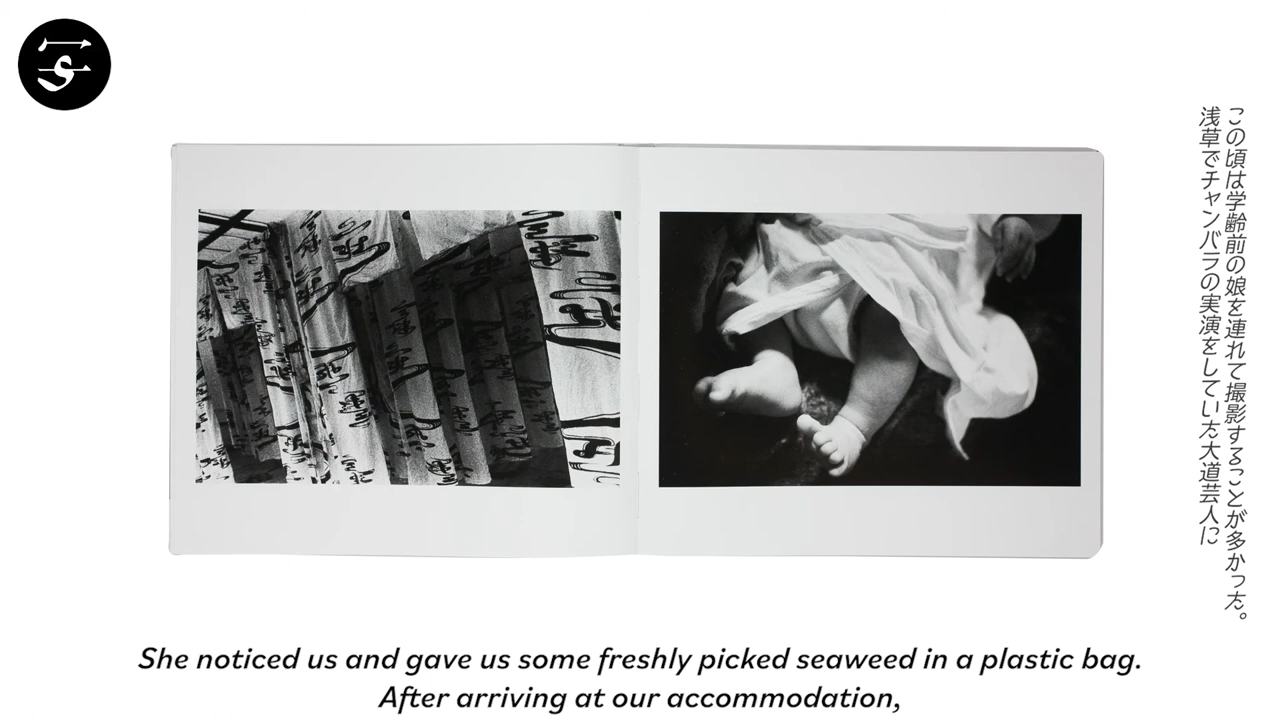 この頃は学齢前の娘を連れて撮影することが多かった。
浅草でチャンバラの実演をしていた大道芸人に
She noticed us and gave us some freshly picked seaweed in a plastic bag.
After arriving at our accommodation,